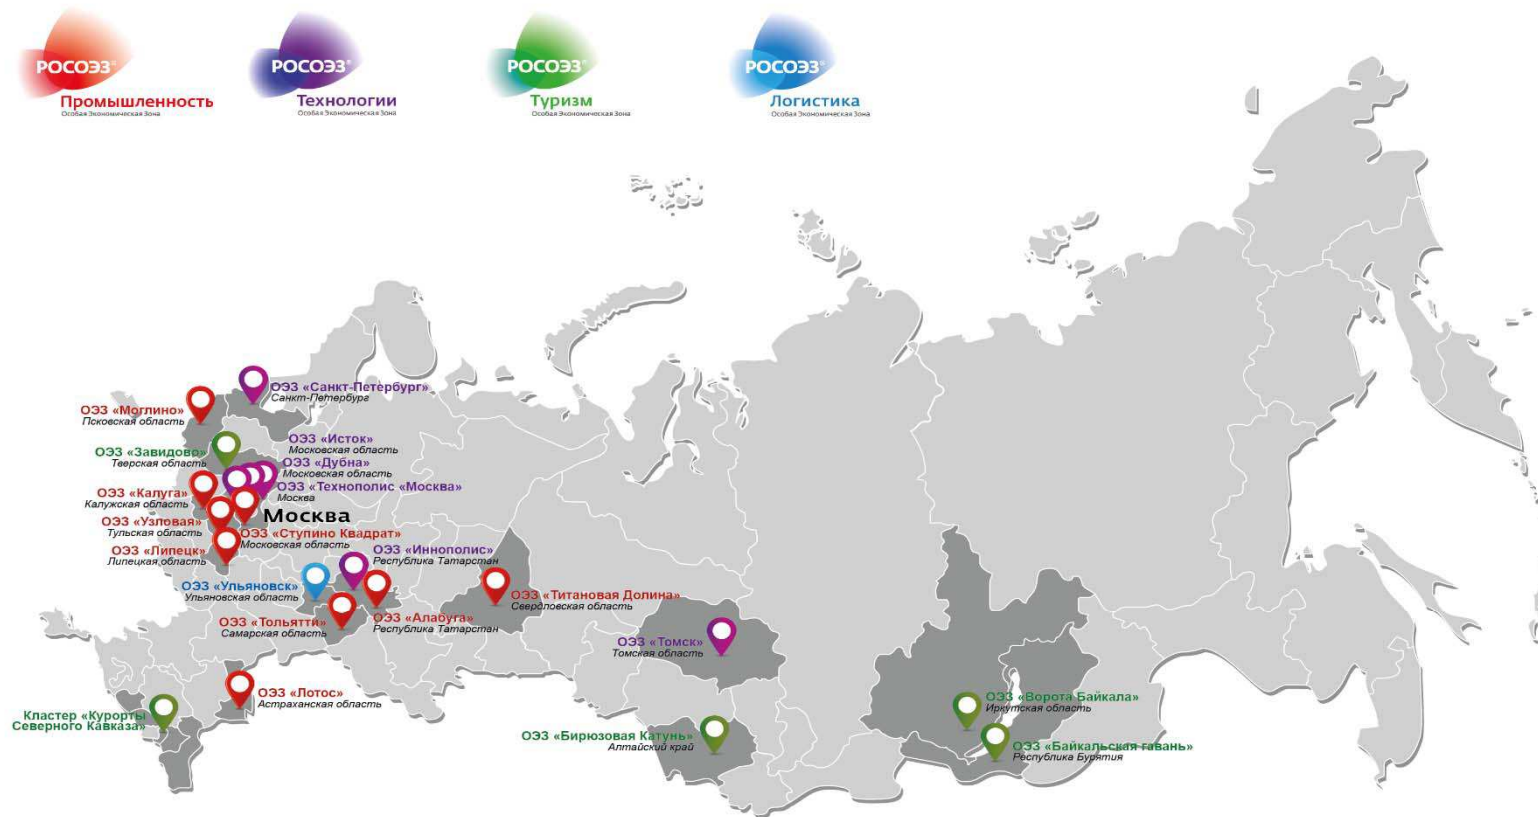 РОСОЭЗ®
Промышленность
Особая Экономическая Зона
РОСОЭЗ®
Технологии
Особая Экономическая Зона
РОСОЭЗ®
Туризм
Особая Экономическая Зона
РОСОЭЗ®
Логистика
Особая Экономическая Зона
ОЭЗ «Санкт-Петербург»
Санкт-Петербург
ОЭЗ «Моглино»
Псковская область
ОЭЗ «Исток»
Московская область
ОЭЗ «Завидово»
Тверская область
ОЭЗ «Дубна»
Московская область
ОЭЗ «Технополис «Москва»
Москва
ОЭЗ «Калуга»
Калужская область
Москва
ОЭЗ «Узловая»
Тульская область
ОЭЗ «Ступино Квадрат»
Московская область
ОЭЗ «Липецк»
Липецкая область
ОЭЗ «Иннополис»
Республика Татарстан
ОЭЗ «Ульяновск»
Ульяновская область
ОЭЗ «Титановая Долина»
Свердловская область
ОЭЗ «Тольятти»
Самарская область
ОЭЗ «Алабуга»
Республика Татарстан
ОЭЗ «Томск»
Томская область
ОЭЗ «Лотос»
Астраханская область
ОЭЗ «Ворота Байкала»
Иркутская область
Кластер «Курорты
Северного Кавказа»
ОЭЗ «Бирюзовая Катунь»
Алтайский край
ОЭЗ «Байкальская гавань»
Республика Бурятия